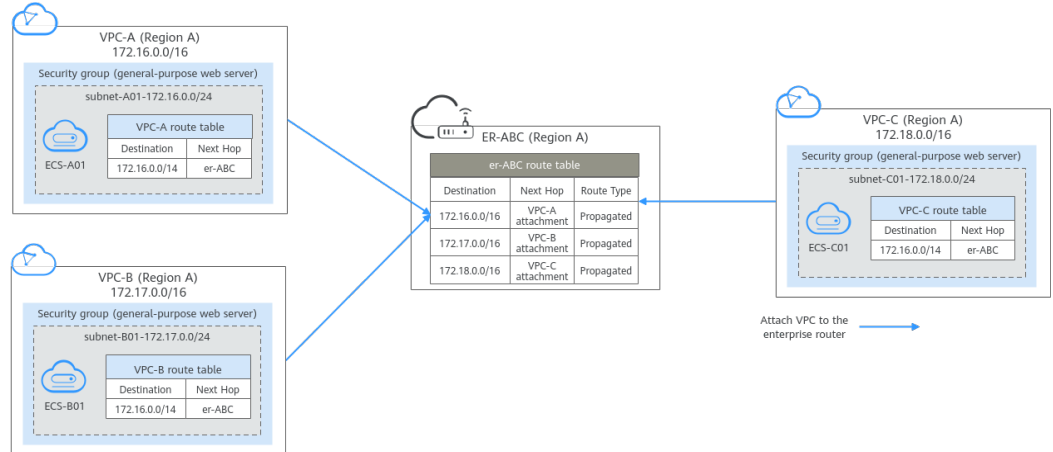 VPC-A (Region A)
172.16.0.0/16
Security group (general-purpose web server)
subnet-A01-172.16.0.0/24
ECS-A01
VPC-A route table
Destination Next Hop
172.16.0.0/14 er-ABC
VPC-B (Region A)
172.17.0.0/16
Security group (general-purpose web server)
subnet-B01-172.17.0.0/24
ECS-B01
VPC-B route table
Destination Next Hop
172.16.0.0/14 er-ABC
ER-ABC (Region A)
er-ABC route table
Destination Next Hop Route Type
172.16.0.0/16 VPC-A attachment Propagated
172.17.0.0/16 VPC-B attachment Propagated
172.18.0.0/16 VPC-C attachment Propagated
VPC-C (Region A)
172.18.0.0/16
Security group (general-purpose web server)
subnet-C01-172.18.0.0/24
ECS-C01
VPC-C route table
Destination Next Hop
172.16.0.0/14 er-ABC
Attach VPC to the
enterprise router